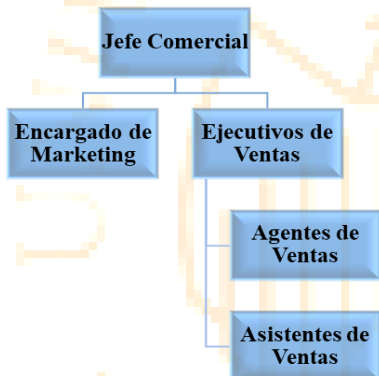 Jefe Comercial
Encargado de
Marketing
Ejecutivos de
Ventas
Agentes de
Ventas
Asistentes de
Ventas